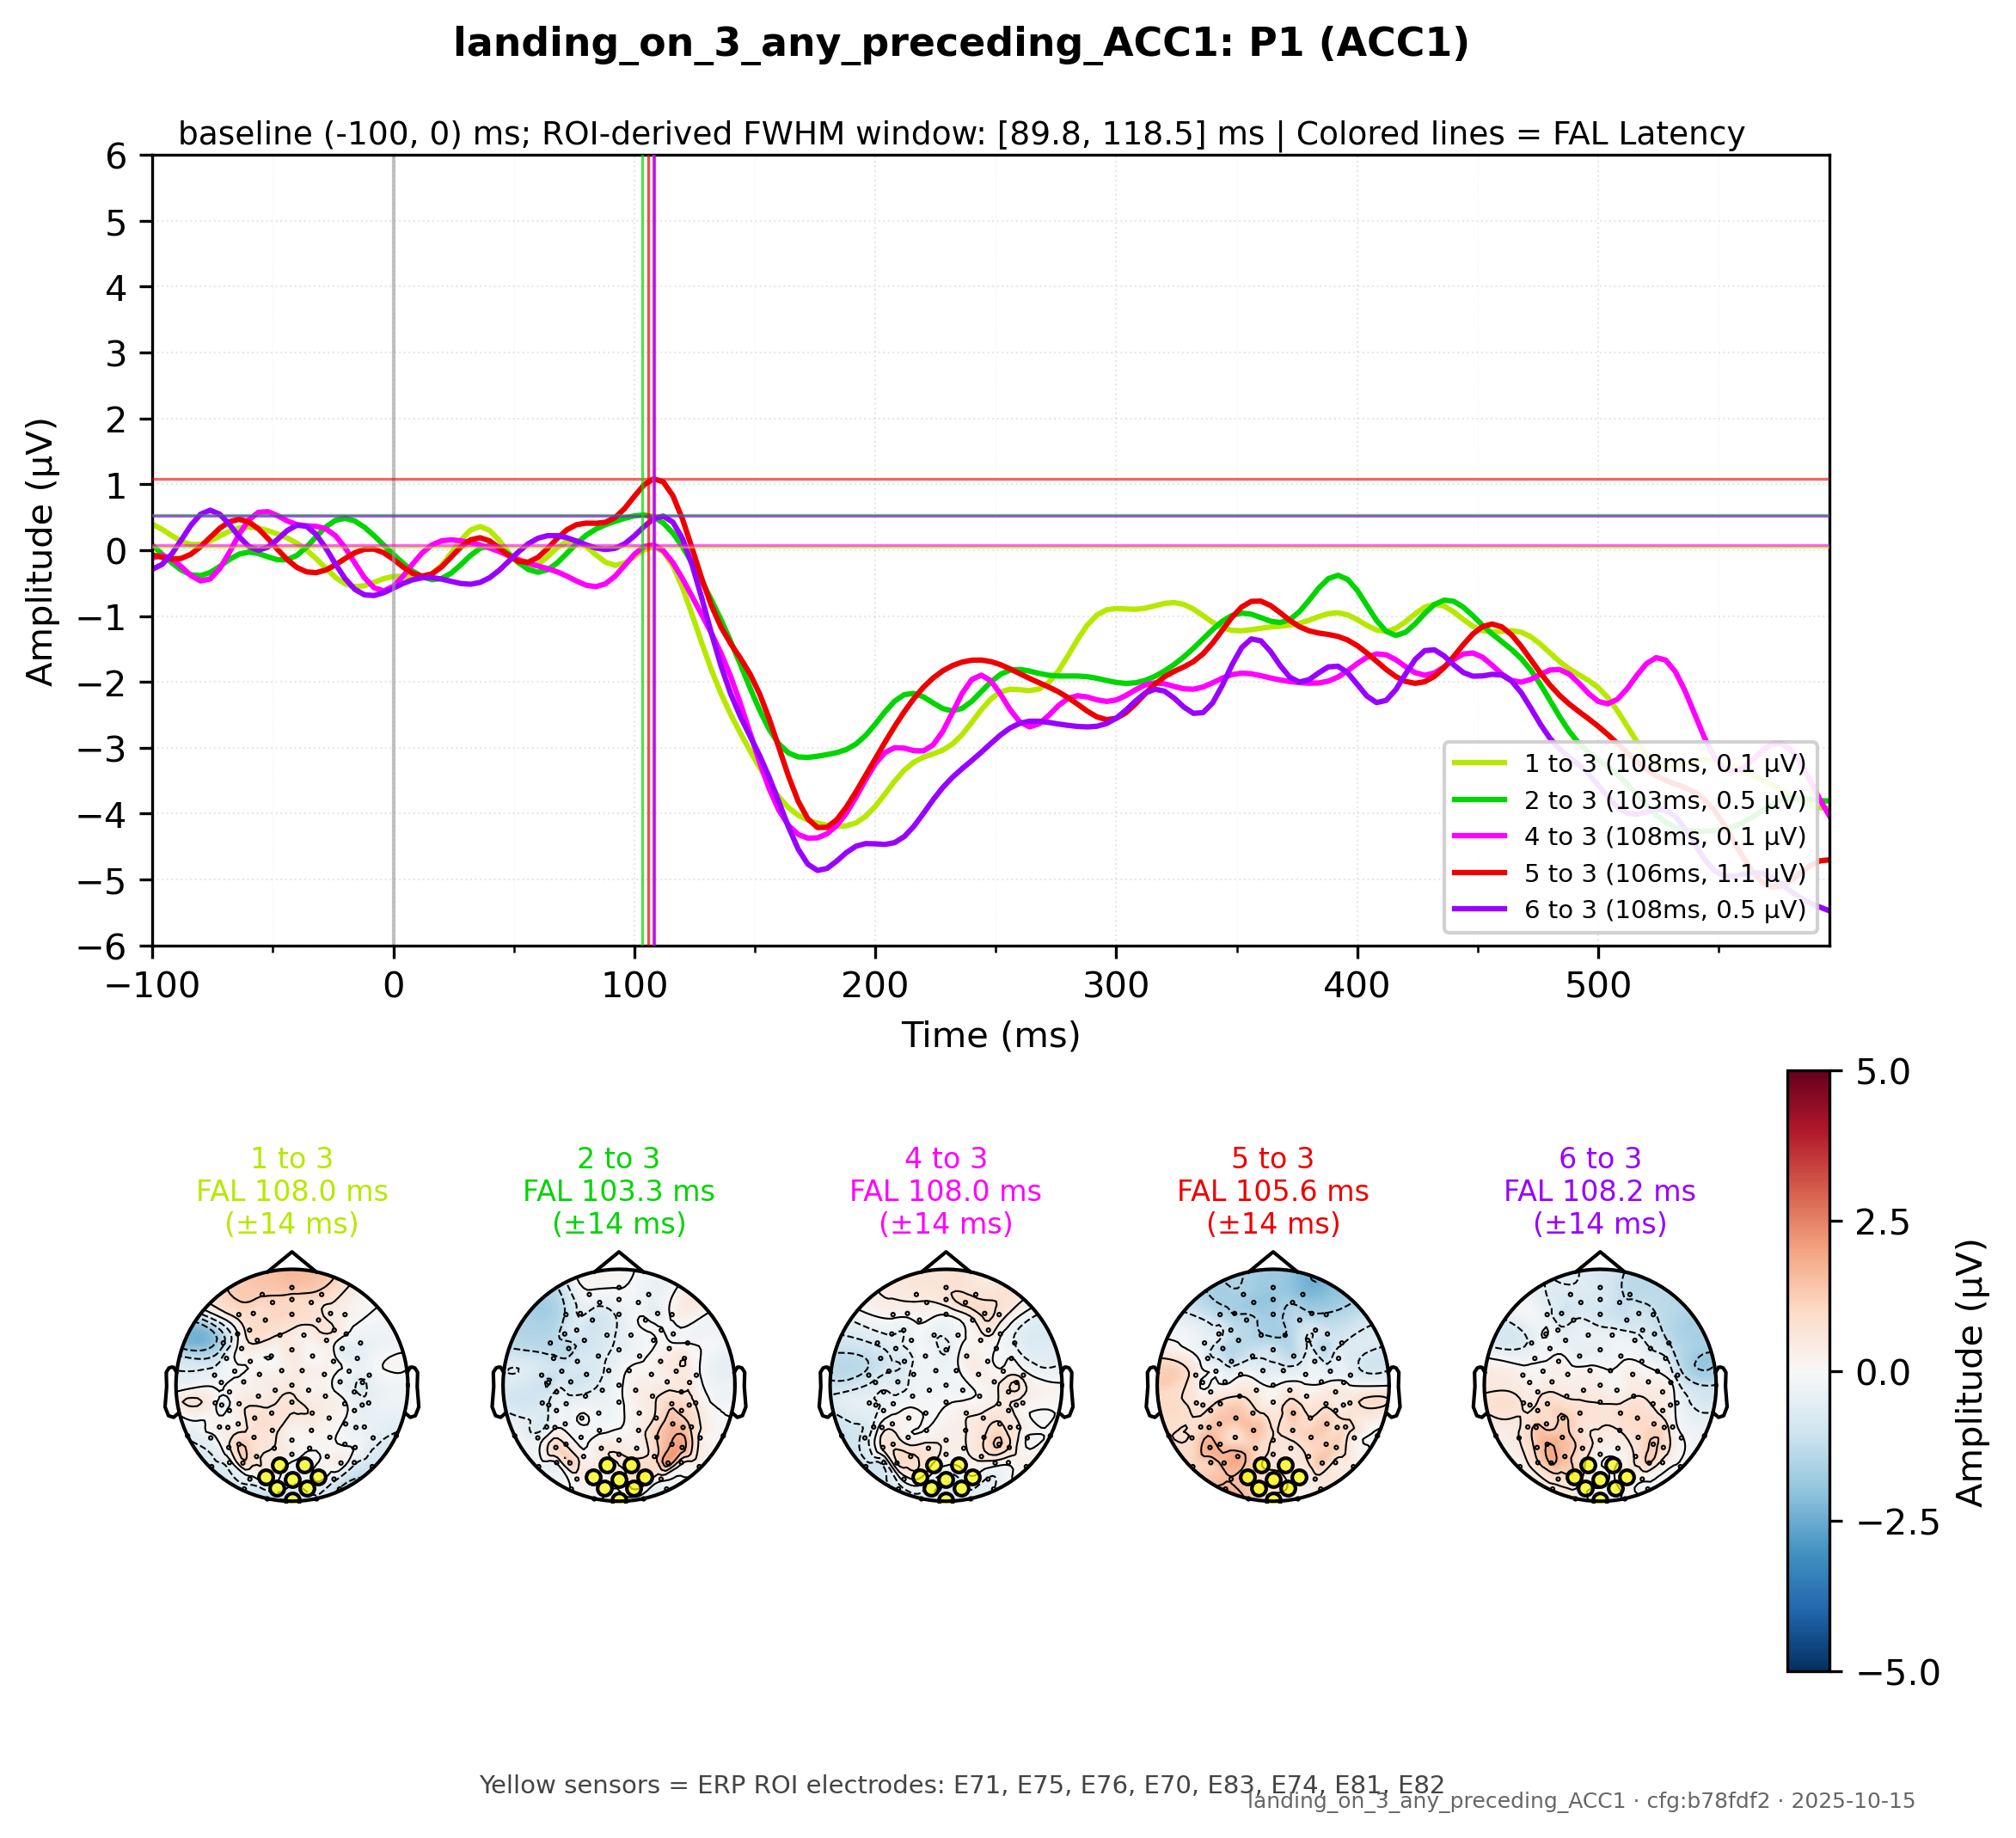 landing_on_3_any_preceding_ACC1: P1 (ACC1)
baseline (-100, 0) ms; ROI-derived FWHM window: [89.8, 118.5] ms | Colored lines = FAL Latency
6
5
4
3
2
1
0
−1
−2
−3
−4
−5
−6
Amplitude (µV)
1 to 3 (108ms, 0.1 µV)
2 to 3 (103ms, 0.5 µV)
4 to 3 (108ms, 0.1 µV)
5 to 3 (106ms, 1.1 µV)
6 to 3 (108ms, 0.5 µV)
−100 0 100 200 300 400 500
Time (ms)
1 to 3
FAL 108.0 ms
(±14 ms)
2 to 3
FAL 103.3 ms
(±14 ms)
4 to 3
FAL 108.0 ms
(±14 ms)
5 to 3
FAL 105.6 ms
(±14 ms)
6 to 3
FAL 108.2 ms
(±14 ms)
5.0
2.5
0.0
−2.5
−5.0
Amplitude (µV)
Yellow sensors = ERP ROI electrodes: E71, E75, E76, E70, E83, E74, E81, E82
landing_on_3_any_preceding_ACC1 · cfg:b78fdf2 · 2025-10-15